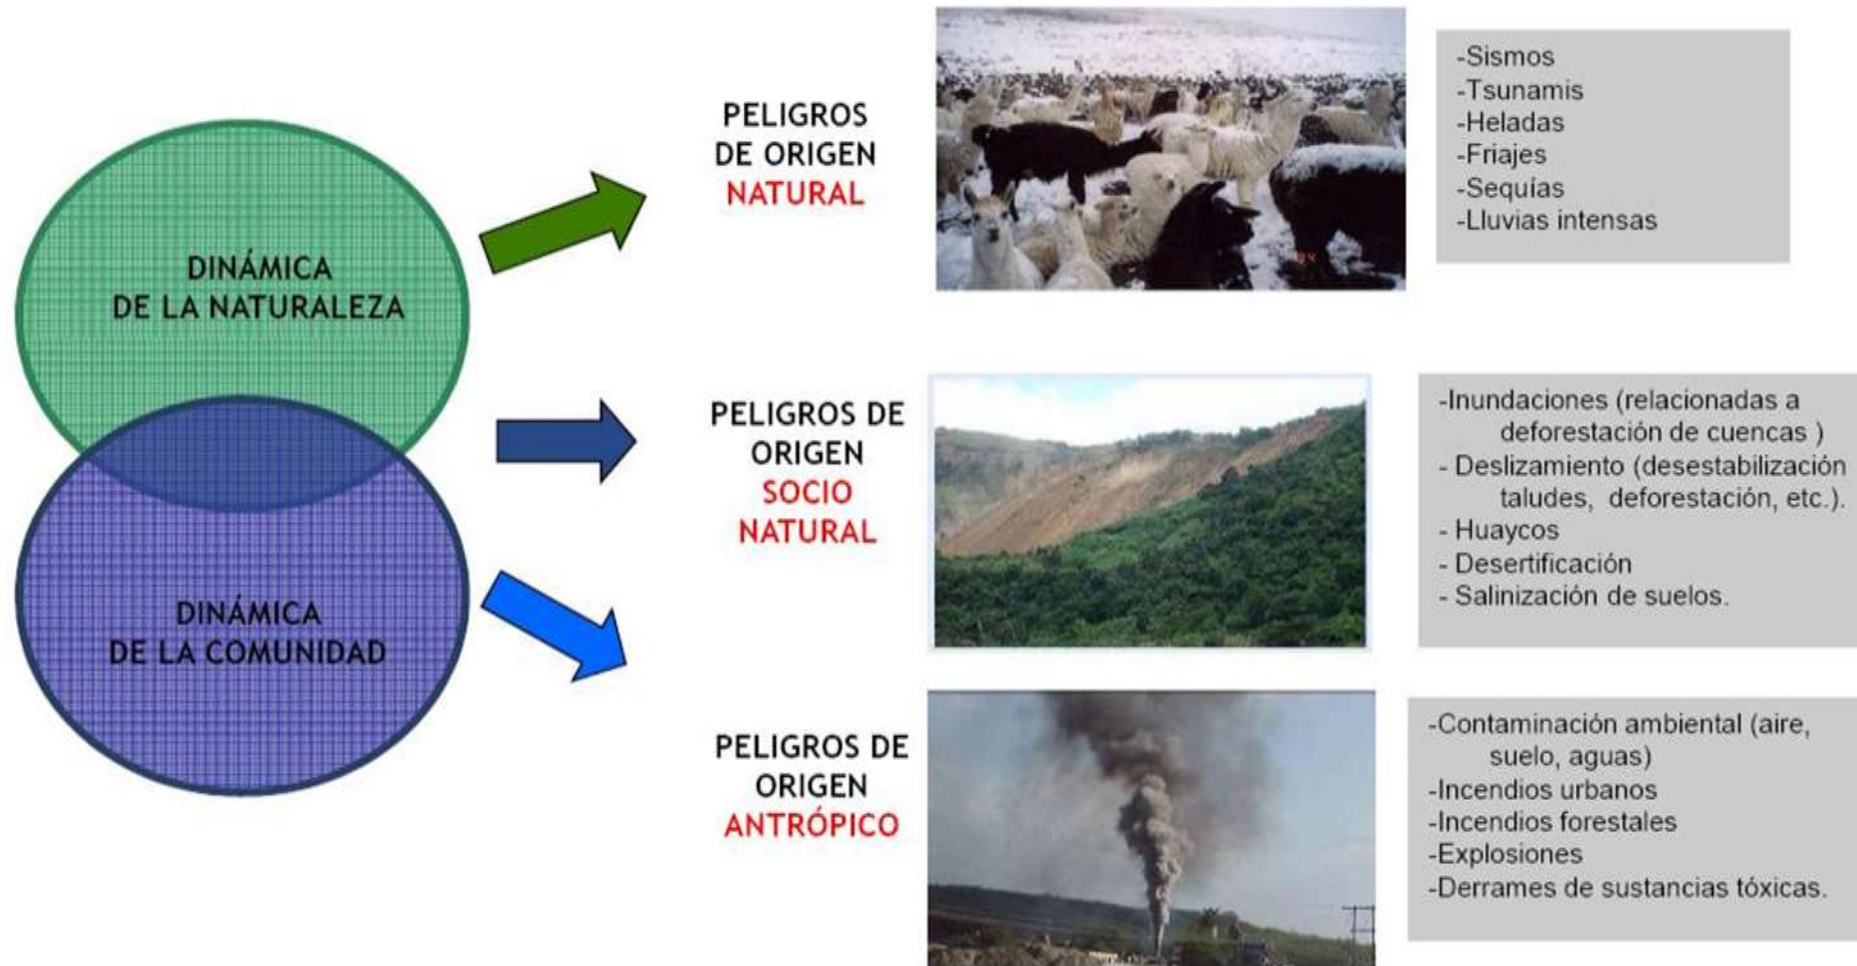 DINÁMICA
DE LA NATURALEZA
DINÁMICA
DE LA COMUNIDAD
PELIGROS
DE ORIGEN
NATURAL
-Sismos
-Tsunamis
-Heladas
-Friajes
-Sequías
-Lluvias intensas
PELIGROS DE
ORIGEN
SOCIO
NATURAL
-Inundaciones (relacionadas a
deforestación de cuencas )
- Deslizamiento (desestabilización
taludes, deforestación, etc.).
- Huaycos
- Desertificación
- Salinización de suelos.
PELIGROS DE
ORIGEN
ANTRÓPICO
-Contaminación ambiental (aire,
suelo, aguas)
-Incendios urbanos
-Incendios forestales
-Explosiones
-Derrames de sustancias tóxicas.